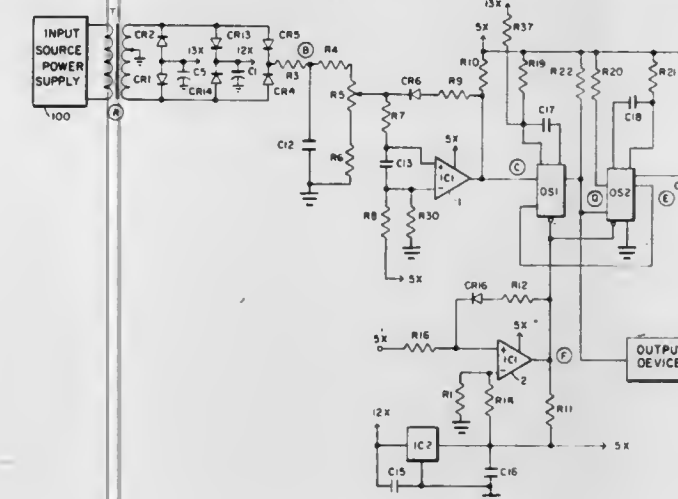 INPUT
SOURCE
POWER
SUPPLY
100
T
A
CR2
CR13
CR5
13X
12X
C5
C1
CR1
CR14
CR4
B
R3
R4
R5
R6
C12
CR6
R9
R7
C13
R8
R30
5X
+
IC1
-
1
5X
R10
5X
13X
R37
R19
C17
C
OS1
R22
R20
R21
C18
D
OS2
E
CR16
R12
5X
R16
5X
+
IC1
-
2
F
R1
R14
R11
12X
IC2
5X
C15
C16
OUTPU
DEVICE